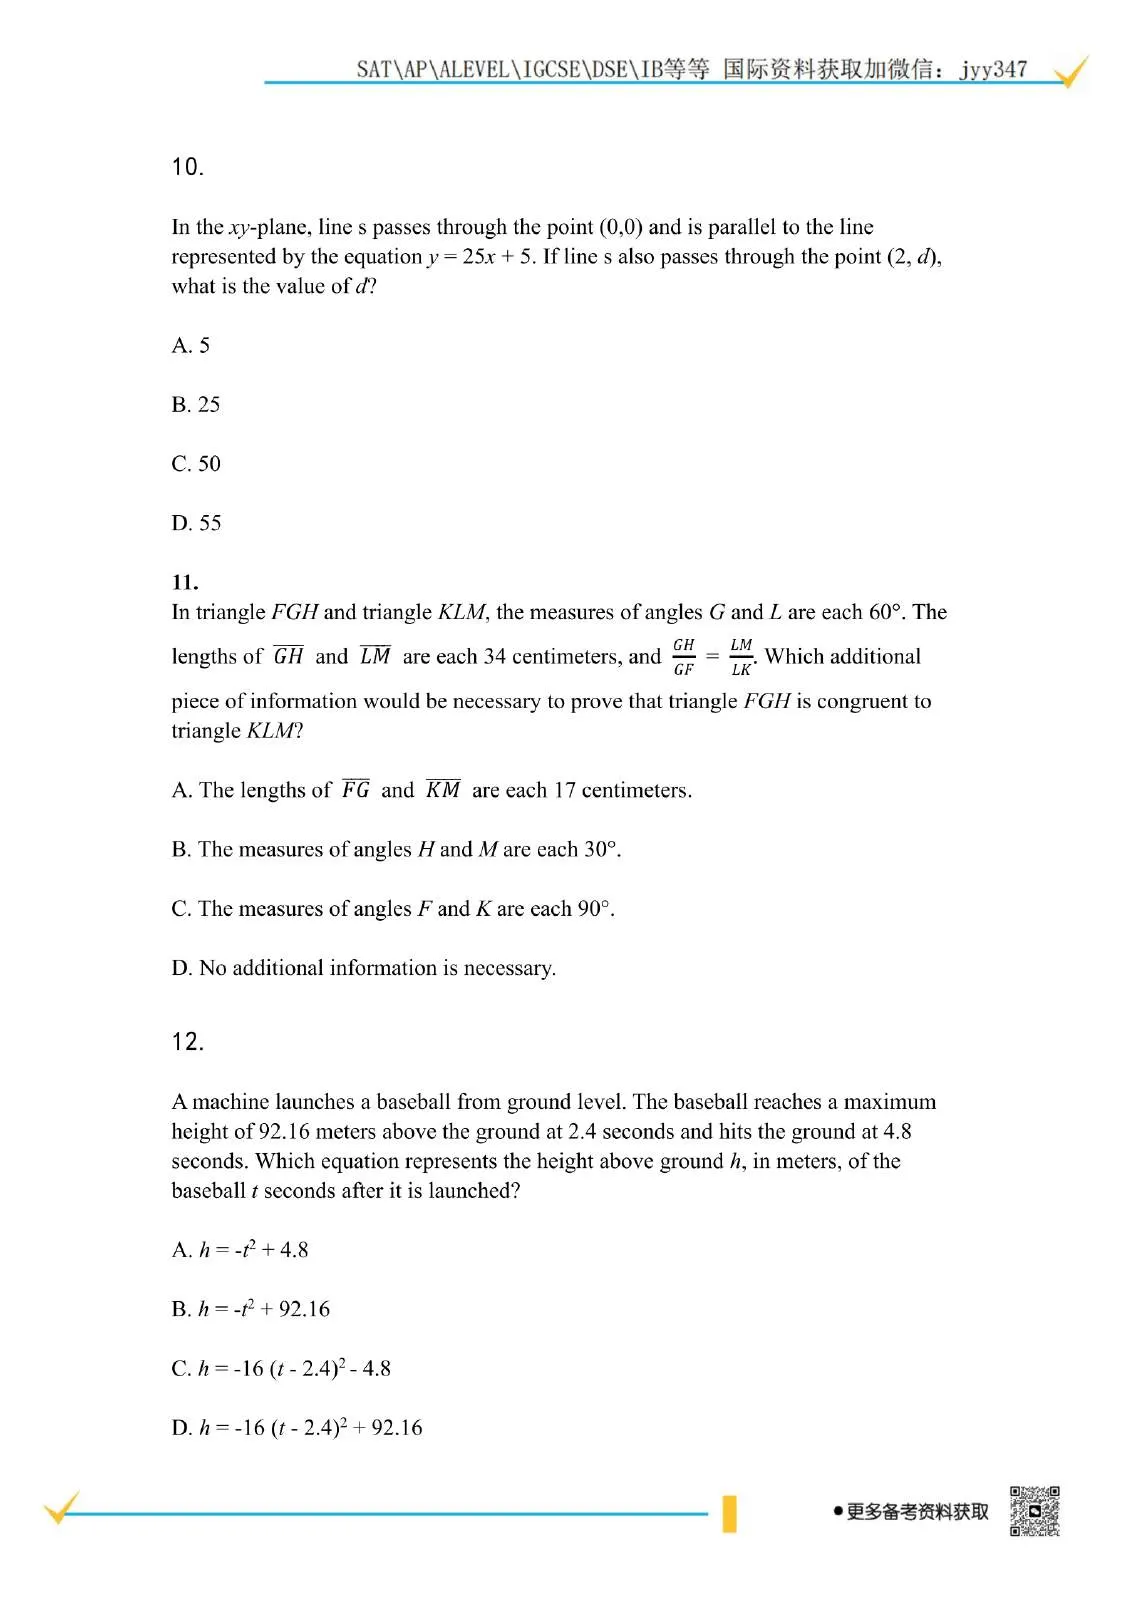 SAT\AP\ALEVEL\IGCSE\DSE\IB等等 国际资料获取加微信：jyy347
10.
In the xy-plane, line s passes through the point (0,0) and is parallel to the line
represented by the equation y = 25x + 5. If line s also passes through the point (2, d),
what is the value of d?
A. 5
B. 25
C. 50
D. 55
11.
In triangle FGH and triangle KLM, the measures of angles G and L are each 60°. The
lengths of G̅H̅ and L̅M̅ are each 34 centimeters, and GH/GF = LM/LK. Which additional
piece of information would be necessary to prove that triangle FGH is congruent to
triangle KLM?
A. The lengths of F̅G̅ and K̅M̅ are each 17 centimeters.
B. The measures of angles H and M are each 30°.
C. The measures of angles F and K are each 90°.
D. No additional information is necessary.
12.
A machine launches a baseball from ground level. The baseball reaches a maximum
height of 92.16 meters above the ground at 2.4 seconds and hits the ground at 4.8
seconds. Which equation represents the height above ground h, in meters, of the
baseball t seconds after it is launched?
A. h = -t² + 4.8
B. h = -t² + 92.16
C. h = -16 (t - 2.4)² - 4.8
D. h = -16 (t - 2.4)² + 92.16
●更多备考资料获取